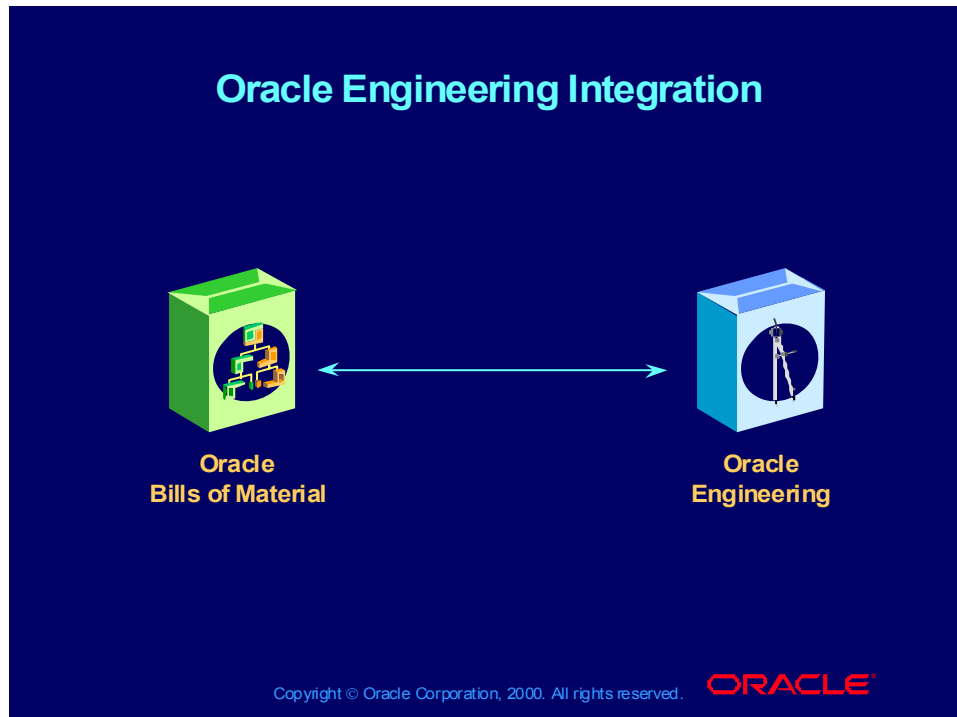 Oracle Engineering Integration
Oracle
Bills of Material
Oracle
Engineering
Copyright © Oracle Corporation, 2000. All rights reserved.
ORACLE®